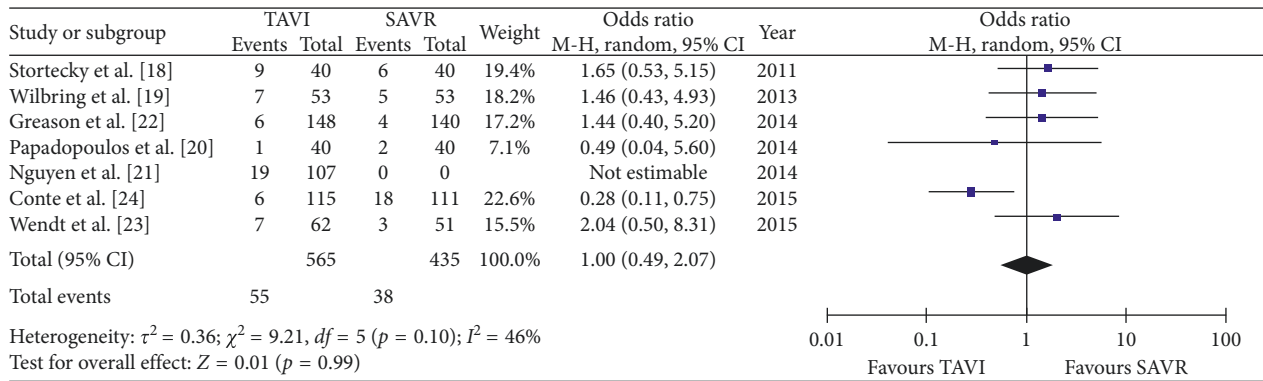 Study or subgroup TAVI SAVR Weight Odds ratio Year Odds ratio
Events Total Events Total M-H, random, 95% CI M-H, random, 95% CI
Stortecky et al. [18] 9 40 6 40 19.4% 1.65 (0.53, 5.15) 2011
Wilbring et al. [19] 7 53 5 53 18.2% 1.46 (0.43, 4.93) 2013
Greason et al. [22] 6 148 4 140 17.2% 1.44 (0.40, 5.20) 2014
Papadopoulos et al. [20] 1 40 2 40 7.1% 0.49 (0.04, 5.60) 2014
Nguyen et al. [21] 19 107 0 0 Not estimable 2014
Conte et al. [24] 6 115 18 111 22.6% 0.28 (0.11, 0.75) 2015
Wendt et al. [23] 7 62 3 51 15.5% 2.04 (0.50, 8.31) 2015
Total (95% CI) 565 435 100.0% 1.00 (0.49, 2.07)
Total events 55 38
Heterogeneity: τ² = 0.36; χ² = 9.21, df = 5 (p = 0.10); I² = 46%
Test for overall effect: Z = 0.01 (p = 0.99)
0.01 0.1 1 10 100
Favours TAVI Favours SAVR